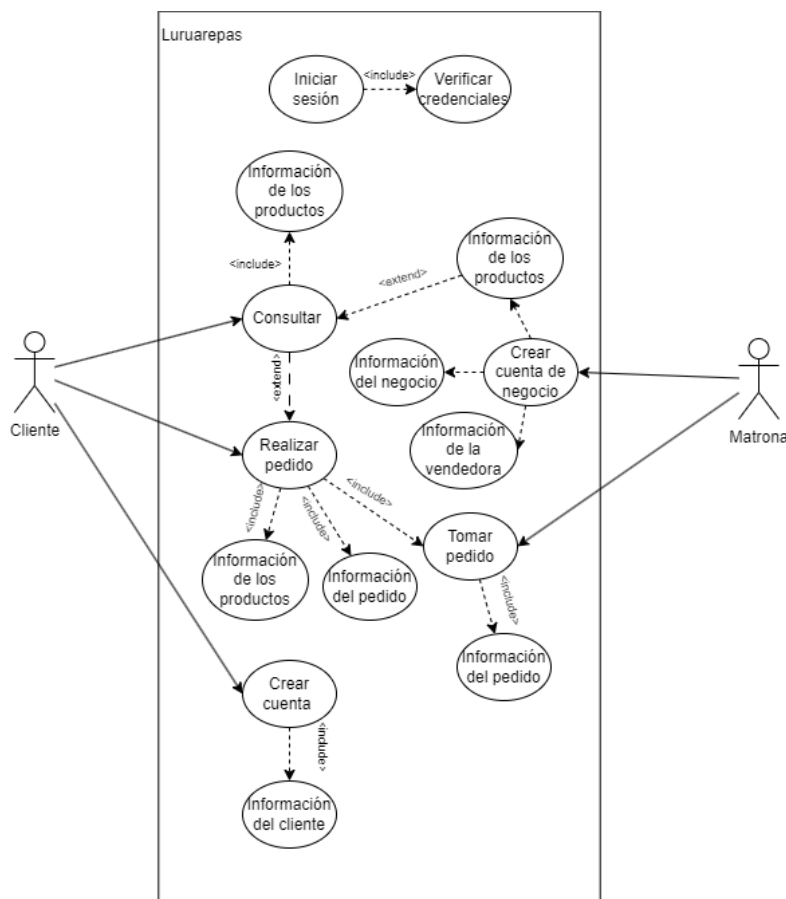 Luruarepas
Iniciar
sesión
<include>
Verificar
credenciales
Información
de los
productos
<include>
Información
de los
productos
<extend>
Consultar
Información
del negocio
Crear
cuenta de
negocio
<extend>
Cliente
Matrona
Realizar
pedido
Información
de la
vendedora
<include>
<include>
<include>
Tomar
pedido
Información
de los
productos
Información
del pedido
<include>
Información
del pedido
Crear
cuenta
<include>
Información
del cliente